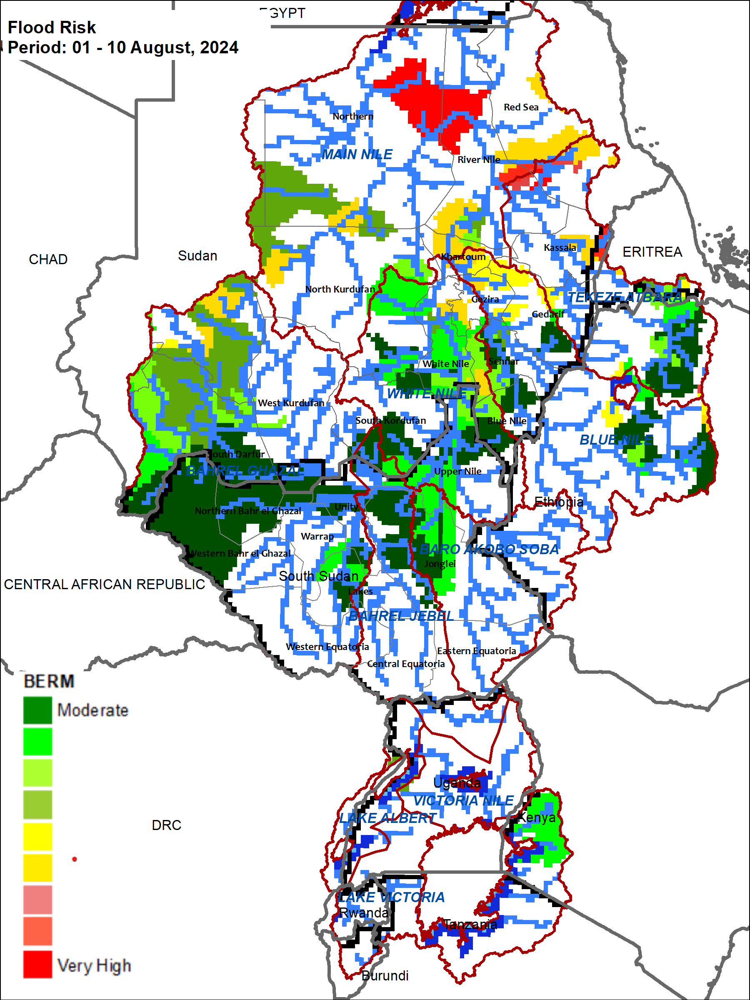 EGYPT
Flood Risk
Period: 01 - 10 August, 2024
Red Sea
Northern
MAIN NILE
River Nile
Kassala
ERITREA
CHAD
Sudan
Khartoum
North Kurdufan
Gezira
TEKEZE ATBARA
Gedarif
White Nile
Sennar
WHITE NILE
West Kurdufan
South Kordufan
Blue Nile
BLUE NILE
South Darfur
BAHREL GHAZAL
Upper Nile
Ethiopia
Unity
Northern Bahr el Ghazal
Warrap
BARO AKOBO SOBA
Western Bahr el Ghazal
Jonglei
South Sudan
CENTRAL AFRICAN REPUBLIC
Lakes
BAHREL JEBEL
Western Equatoria
Eastern Equatoria
Central Equatoria
BERM
Moderate
Uganda
VICTORIA NILE
LAKE ALBERT
Kenya
DRC
LAKE VICTORIA
Rwanda
Tanzania
Very High
Burundi